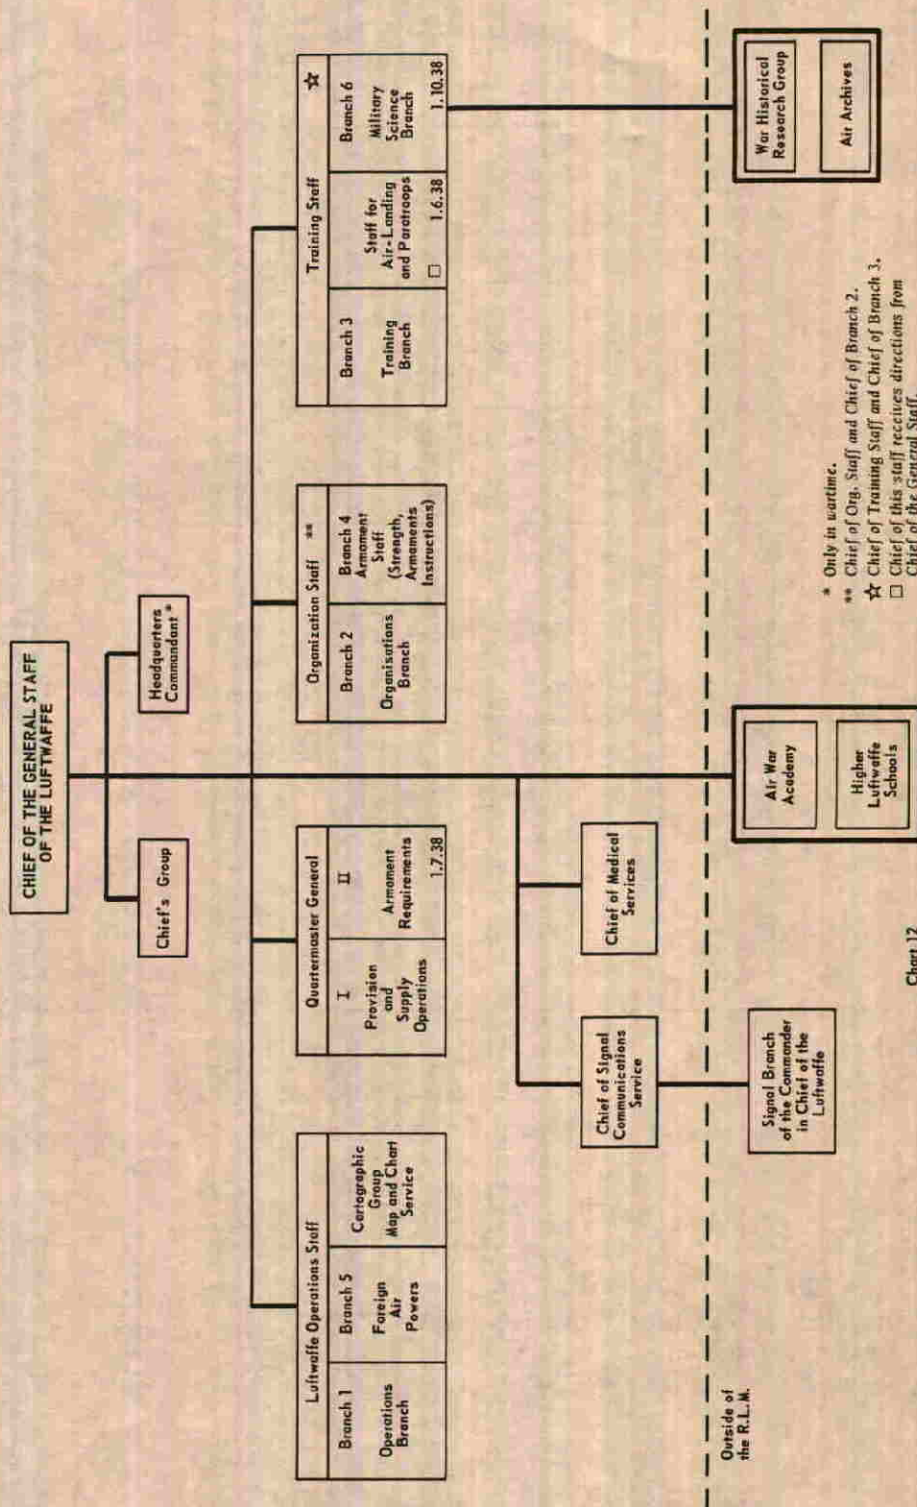 CHIEF OF THE GENERAL STAFF
OF THE LUFTWAFFE
Chief's Group
Headquarters
Commandant *
Luftwaffe Operations Staff
Branch 1
Operations
Branch
Branch 5
Foreign
Air
Powers
Cartographic
Group
Map and Chart
Service
Quartermaster General
I
Provision
and
Supply
Operations
II
Armament
Requirements
1.7.38
Organization Staff **
Branch 2
Organisations
Branch
Branch 4
Armament
Staff
(Strength,
Armaments
Instructions)
Training Staff ☆
Branch 3
Training
Branch
Staff for
Air-Landing
and Paratroops
□ 1.6.38
Branch 6
Military
Science
Branch
1.10.38
Chief of Signal
Communications
Service
Chief of Medical
Services
Outside of
the R.L.M.
Signal Branch
of the Commander
in Chief of the
Luftwaffe
Air War
Academy
Higher
Luftwaffe
Schools
War Historical
Research Group
Air Archives
* Only in wartime.
** Chief of Org. Staff and Chief of Branch 2.
☆ Chief of Training Staff and Chief of Branch 3.
□ Chief of this staff receives directions from
Chief of the General Staff.
Chart 12